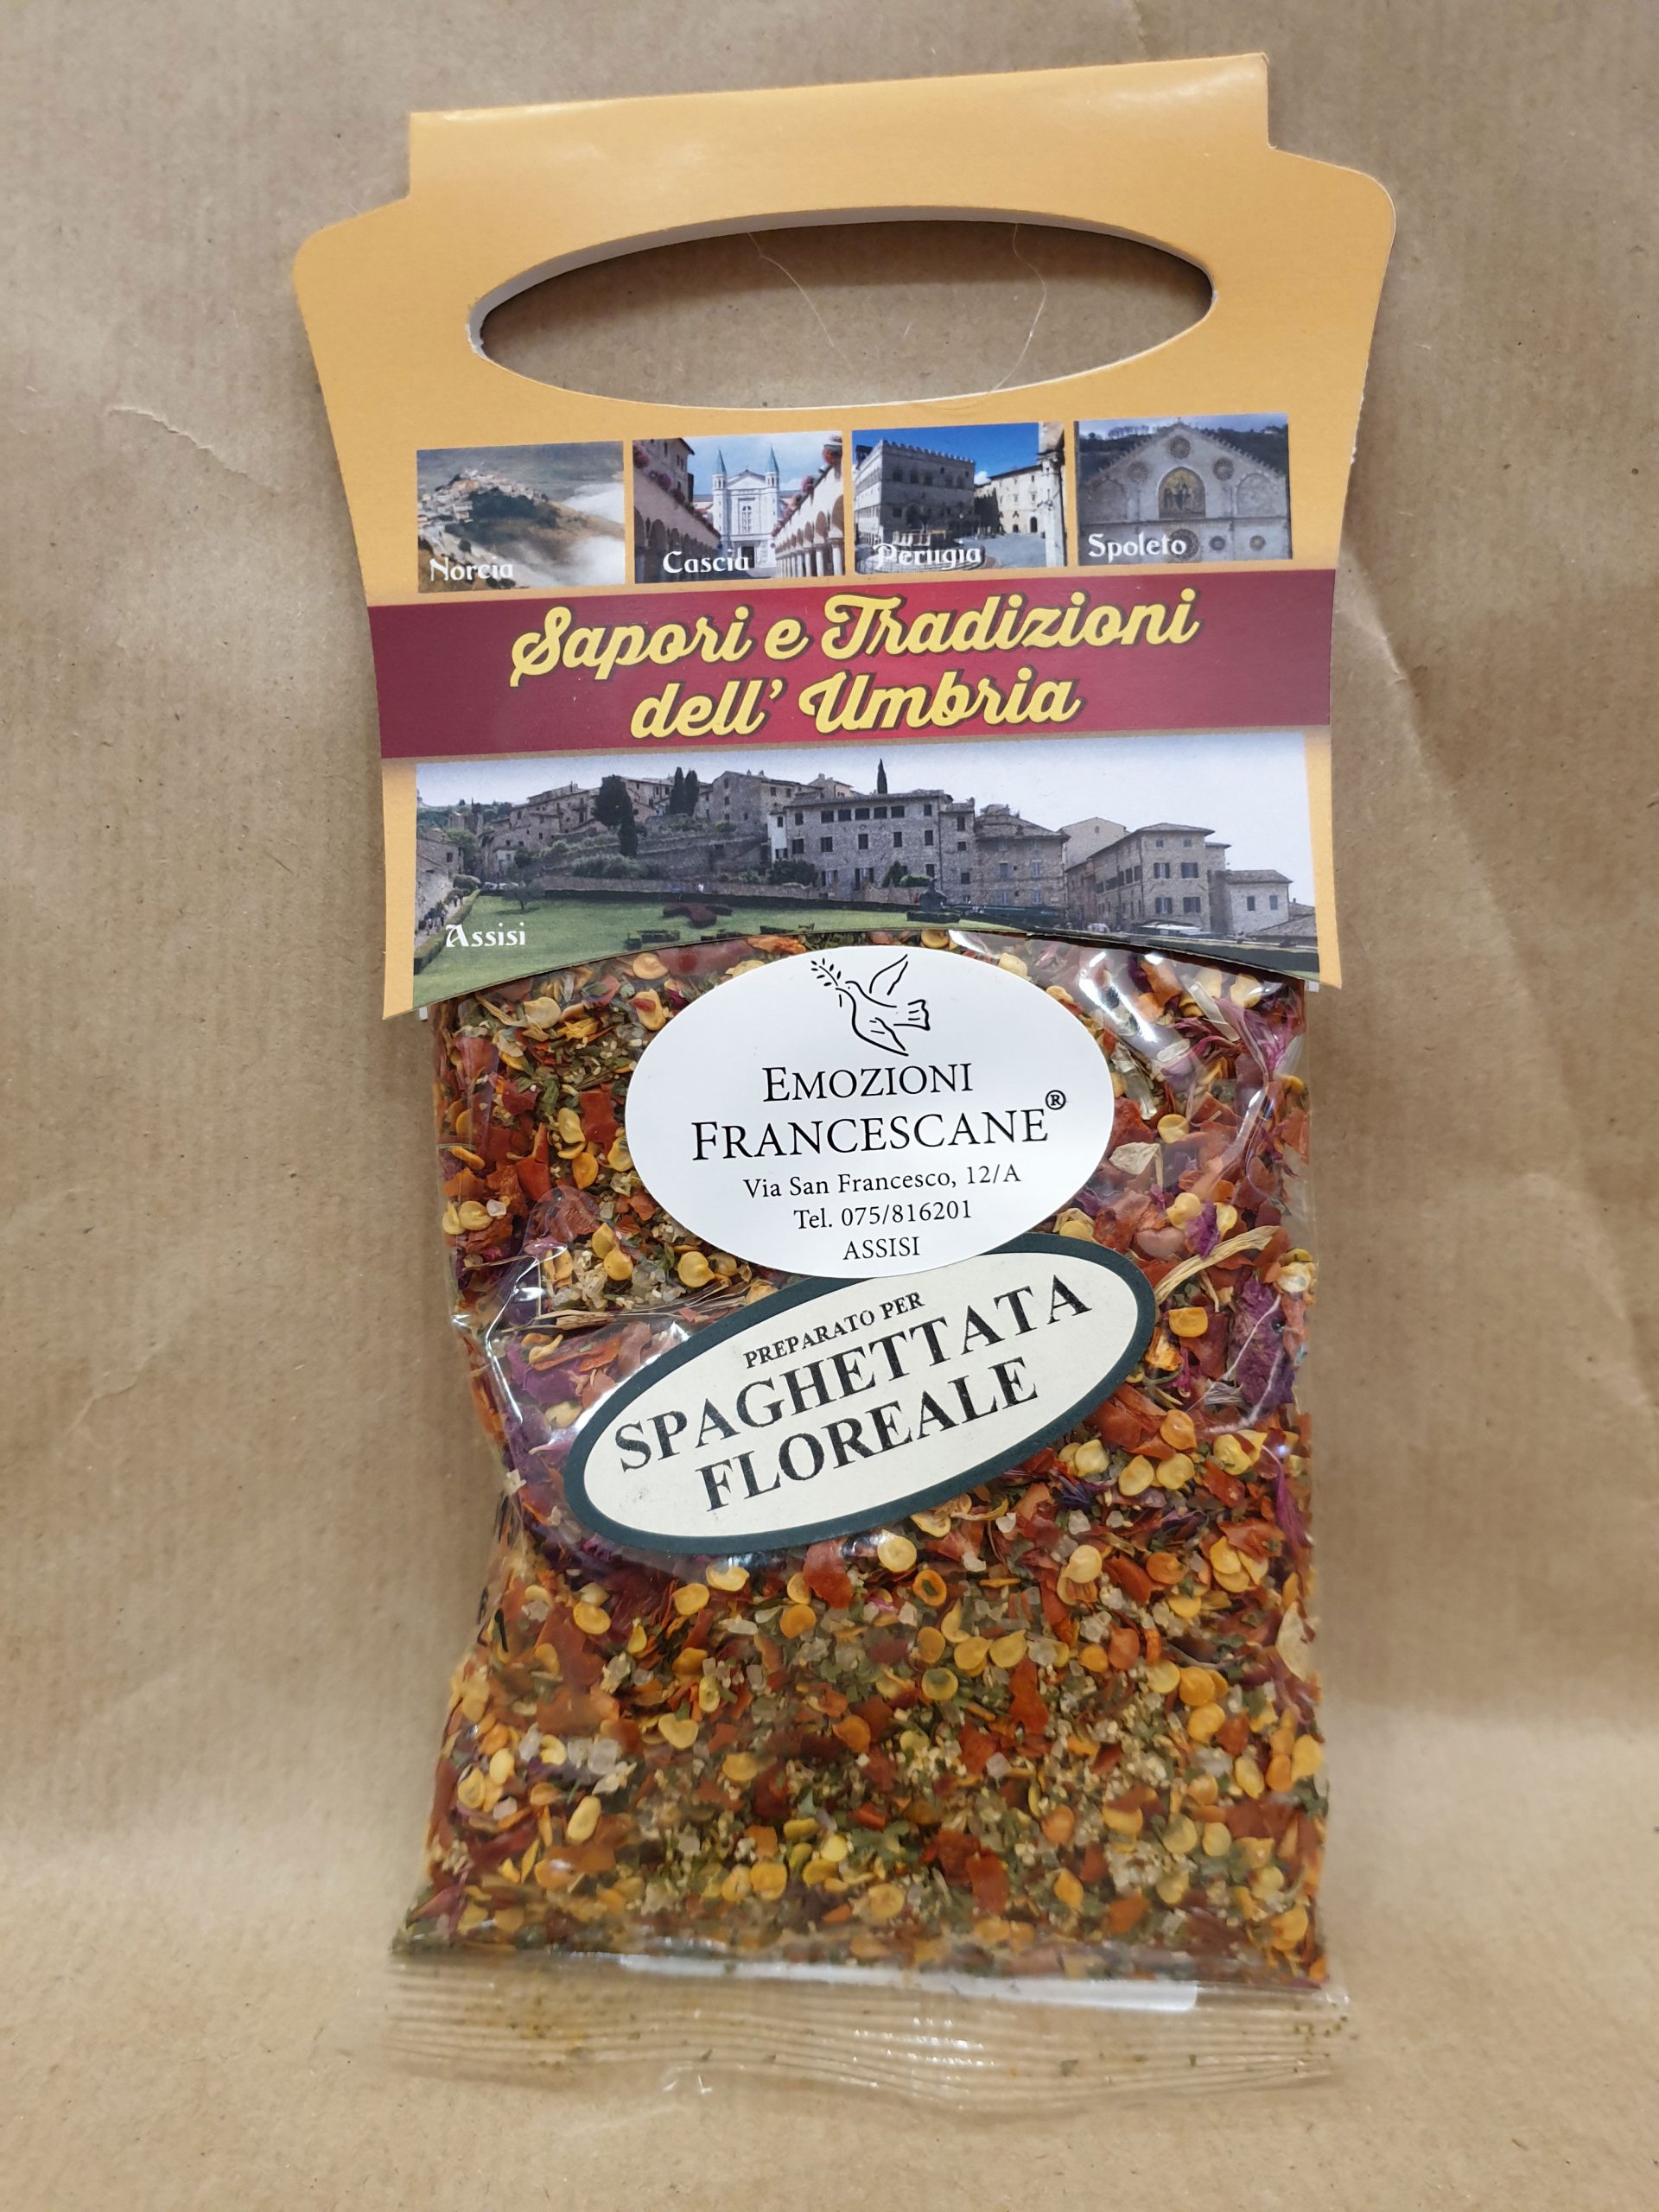 Norcia
Cascia
Perugia
Spoleto
Sapori e Tradizioni
dell' Umbria
Assisi
EMOZIONI
FRANCESCANE®
Via San Francesco, 12/A
Tel. 075/816201
ASSISI
PREPARATO PER
SPAGHETTATA
FLOREALE